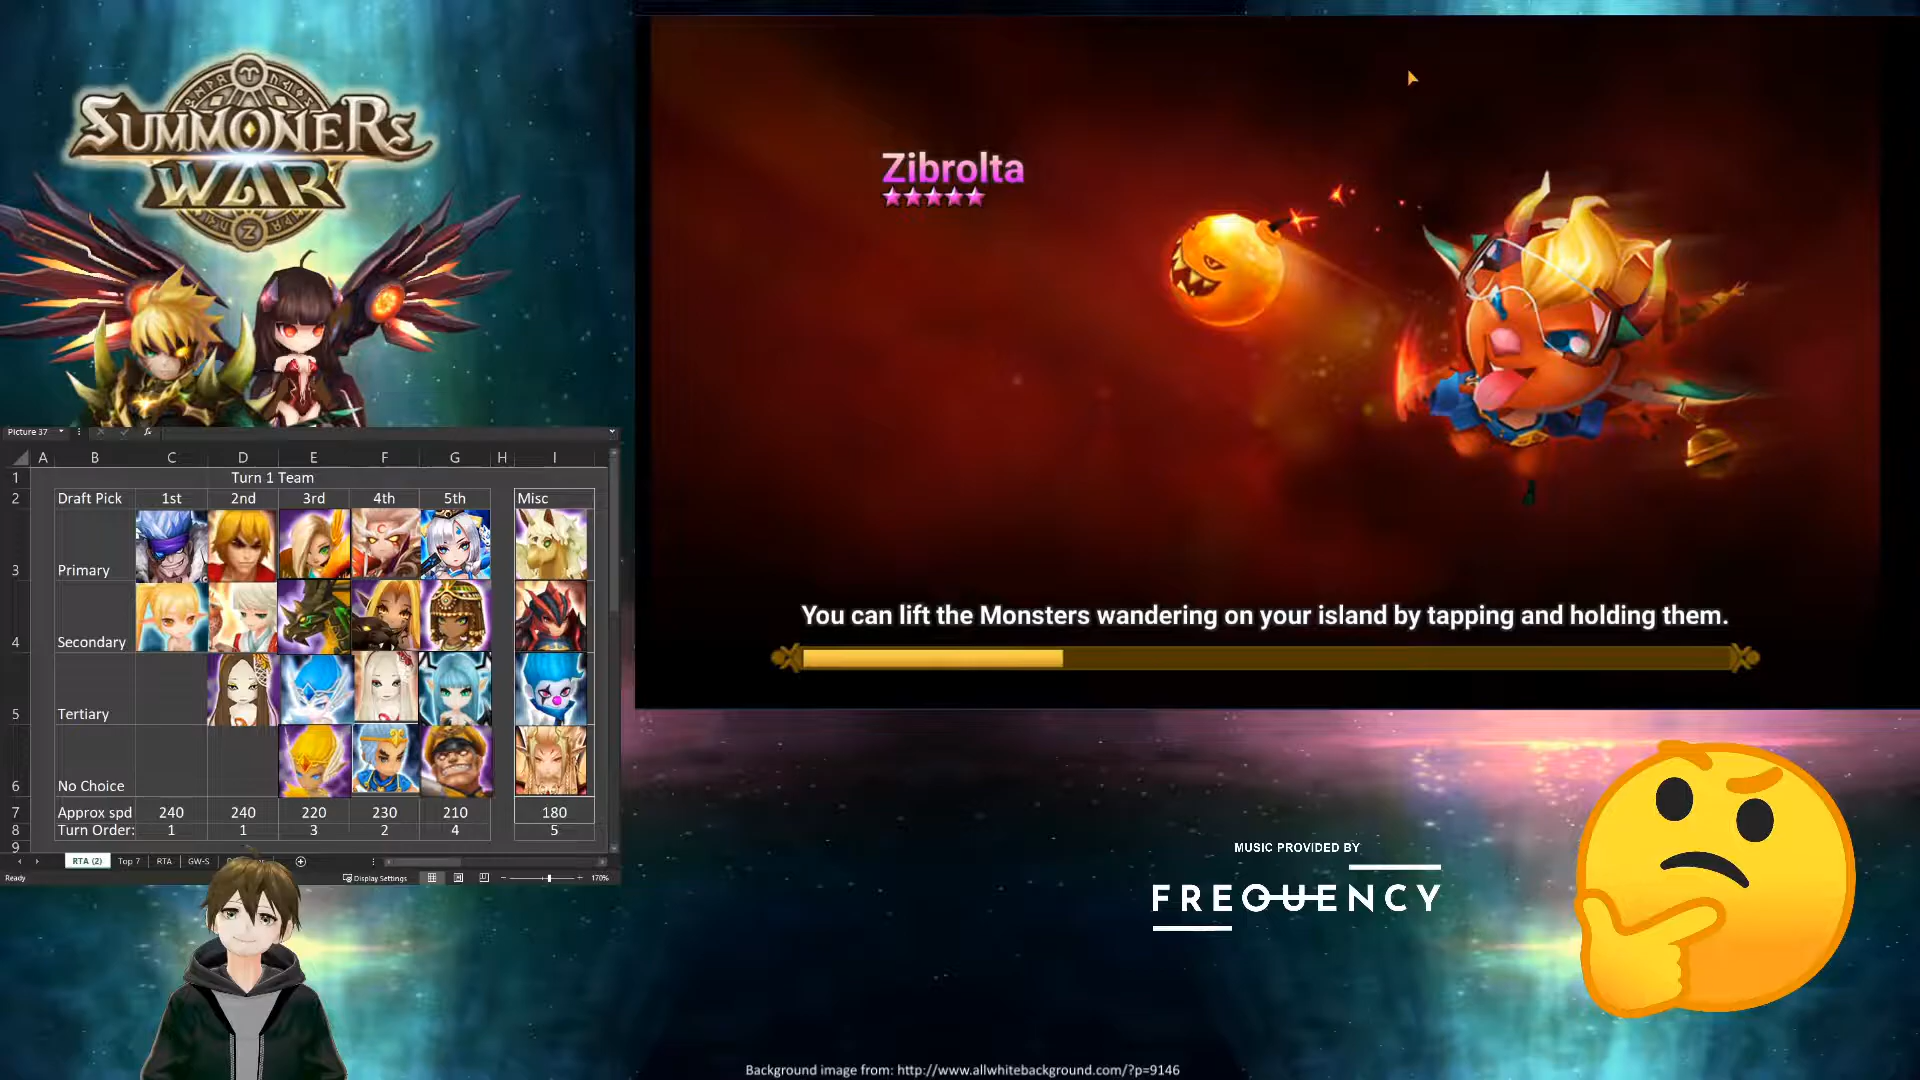 SUMMONERS
WAR
Zibrolta
You can lift the Monsters wandering on your island by tapping and holding them.
Picture 37
fx
A B C D E F G H I
1 Turn 1 Team
2 Draft Pick 1st 2nd 3rd 4th 5th Misc
3 Primary
4 Secondary
5 Tertiary
6 No Choice
7 Approx spd 240 240 220 230 210 180
8 Turn Order: 1 1 3 2 4 5
9
RTA (2) Top 7 RTA GW-S
Ready Display Settings 170%
MUSIC PROVIDED BY
FREQUENCY
Background image from: http://www.allwhitebackground.com/?p=9146